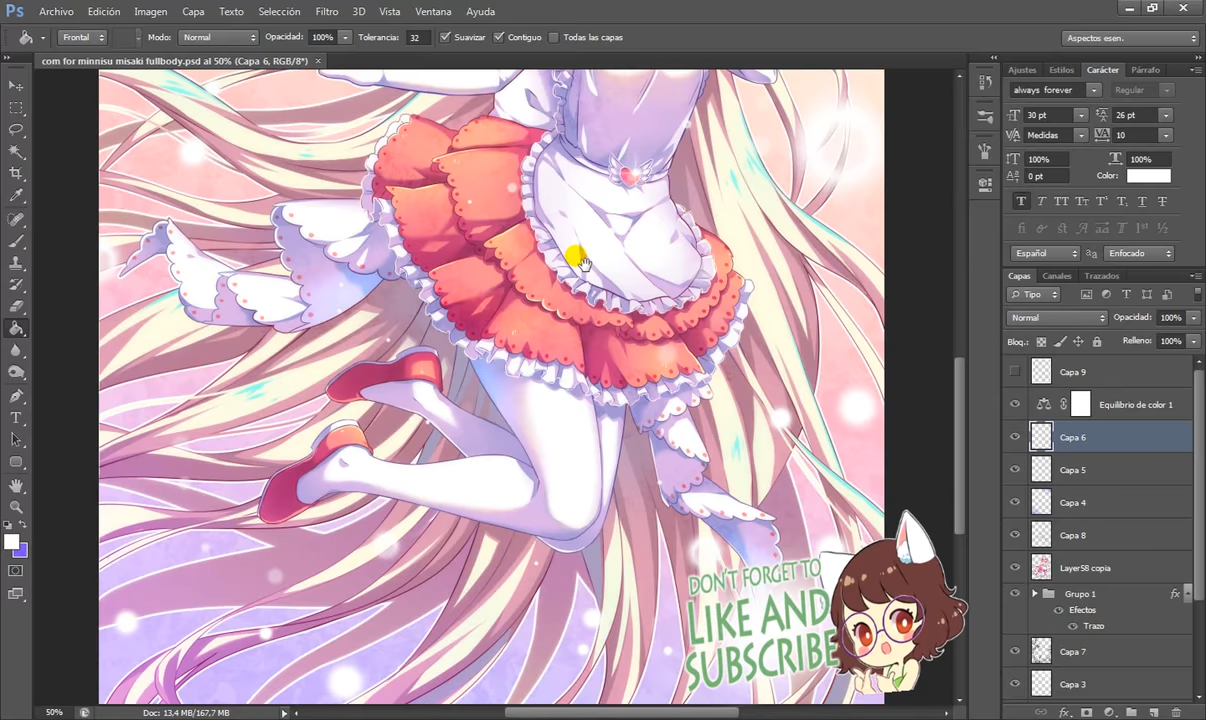 Ps Archivo Edición Imagen Capa Texto Selección Filtro 3D Vista Ventana Ayuda
Frontal Modo: Normal Opacidad: 100% Tolerancia: 32 Suavizar Contiguo Todas las capas Aspectos esen.
com for minnisu misaki fullbody.psd al 50% (Capa 6, RGB/8*) ×
Ajustes Estilos Carácter Párrafo
always forever Regular
30 pt 26 pt
Medidas 10
100% 100%
0 pt Color:
Español aa Enfocado
Capas Canales Trazados
Tipo
Normal Opacidad: 100%
Bloq.: Relleno: 100%
Capa 9
Equilibrio de color 1
Capa 6
Capa 5
Capa 4
Capa 8
Layer58 copia
Grupo 1 fx
Efectos
Trazo
Capa 7
Capa 3
DON'T FORGET TO
LIKE AND
SUBSCRIBE
50% Doc: 13,4 MB/167,7 MB